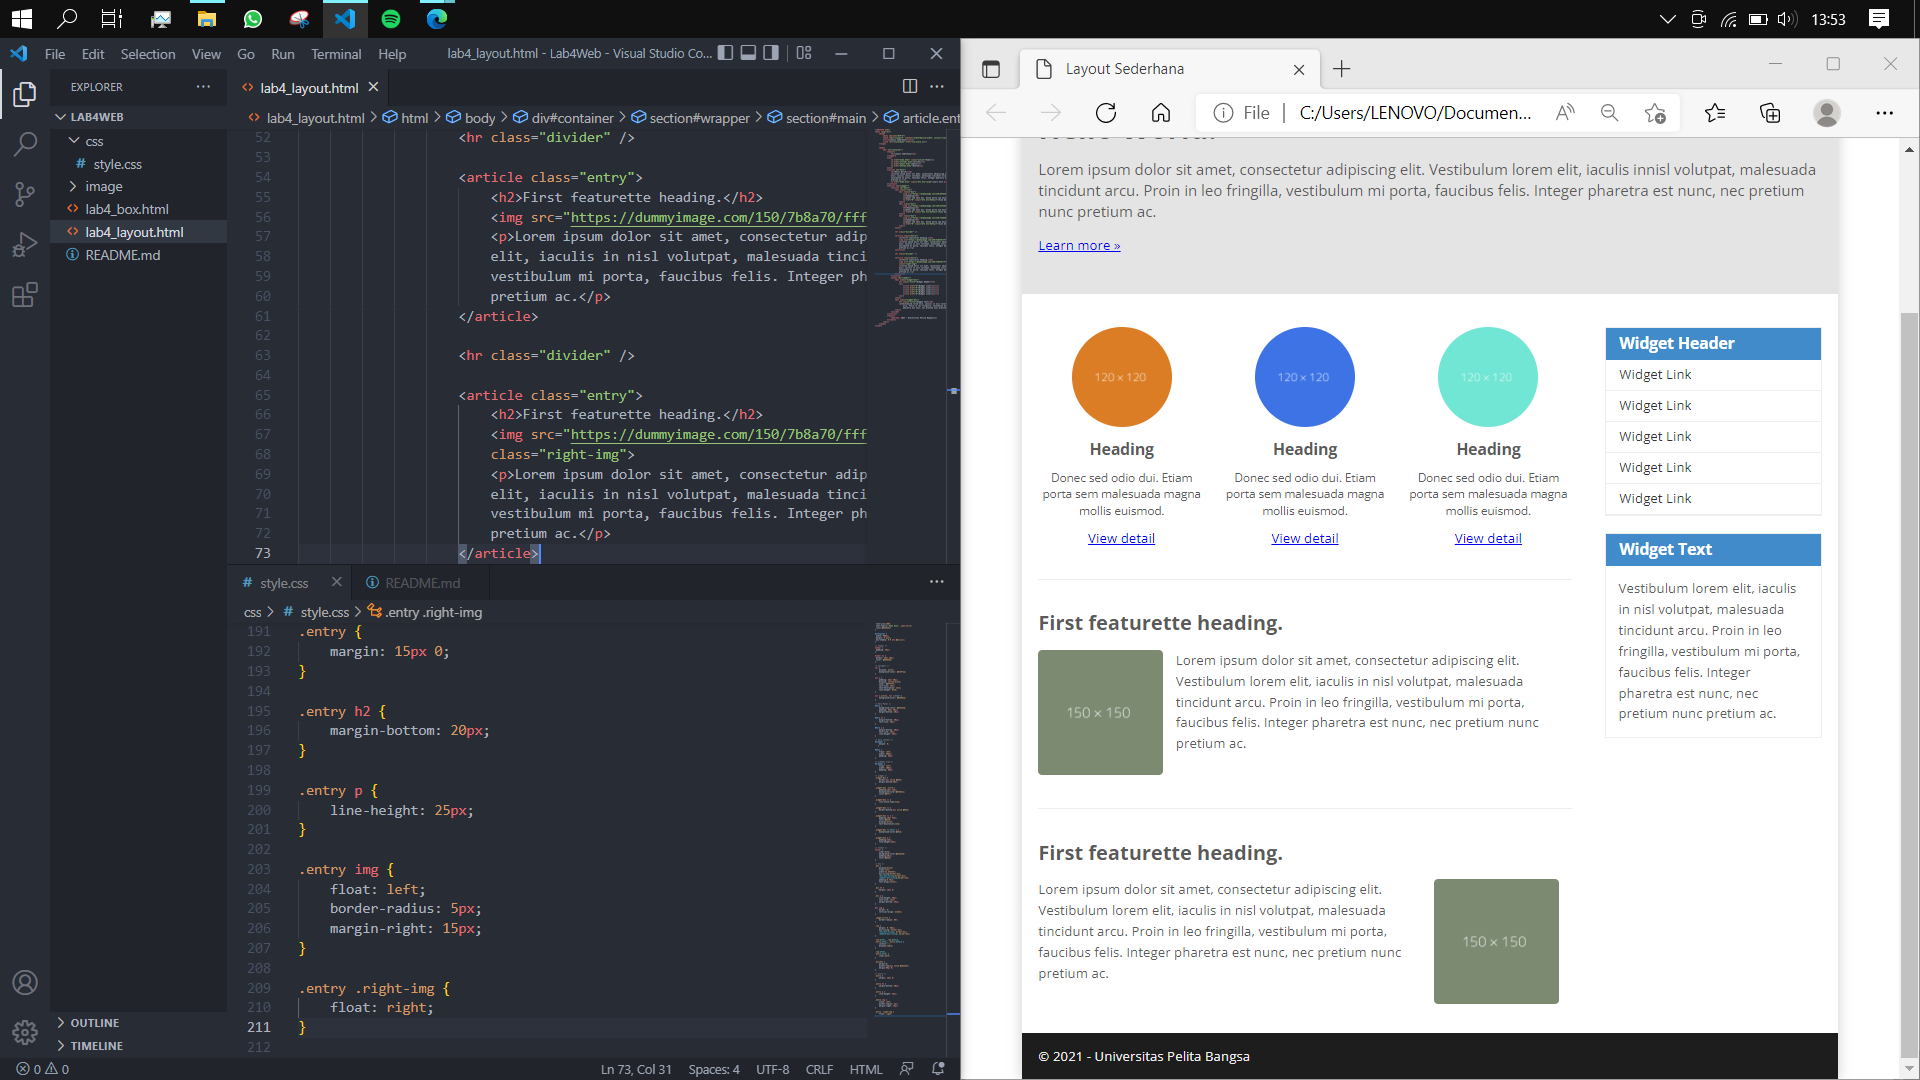 13:53
File Edit Selection View Go Run Terminal Help
lab4_layout.html - Lab4Web - Visual Studio Co...
EXPLORER
LAB4WEB
css
# style.css
image
<> lab4_box.html
<> lab4_layout.html
README.md
OUTLINE
TIMELINE
<> lab4_layout.html
<> lab4_layout.html > html > body > div#container > section#wrapper > section#main > article.ent
52 <hr class="divider" />
53
54 <article class="entry">
55 <h2>First featurette heading.</h2>
56 <img src="https://dummyimage.com/150/7b8a70/fff
57 <p>Lorem ipsum dolor sit amet, consectetur adip
58 elit, iaculis in nisl volutpat, malesuada tinci
59 vestibulum mi porta, faucibus felis. Integer ph
60 pretium ac.</p>
61 </article>
62
63 <hr class="divider" />
64
65 <article class="entry">
66 <h2>First featurette heading.</h2>
67 <img src="https://dummyimage.com/150/7b8a70/fff
68 class="right-img">
69 <p>Lorem ipsum dolor sit amet, consectetur adip
70 elit, iaculis in nisl volutpat, malesuada tinci
71 vestibulum mi porta, faucibus felis. Integer ph
72 pretium ac.</p>
73 </article>
# style.css README.md
css > # style.css > .entry .right-img
191 .entry {
192 margin: 15px 0;
193 }
194
195 .entry h2 {
196 margin-bottom: 20px;
197 }
198
199 .entry p {
200 line-height: 25px;
201 }
202
203 .entry img {
204 float: left;
205 border-radius: 5px;
206 margin-right: 15px;
207 }
208
209 .entry .right-img {
210 float: right;
211 }
212
0 0
Ln 73, Col 31 Spaces: 4 UTF-8 CRLF HTML
Layout Sederhana
File | C:/Users/LENOVO/Documen...
Lorem ipsum dolor sit amet, consectetur adipiscing elit. Vestibulum lorem elit, iaculis innisl volutpat, malesuada
tincidunt arcu. Proin in leo fringilla, vestibulum mi porta, faucibus felis. Integer pharetra est nunc, nec pretium
nunc pretium ac.
Learn more »
120 × 120
Heading
Donec sed odio dui. Etiam
porta sem malesuada magna
mollis euismod.
View detail
120 × 120
Heading
Donec sed odio dui. Etiam
porta sem malesuada magna
mollis euismod.
View detail
120 × 120
Heading
Donec sed odio dui. Etiam
porta sem malesuada magna
mollis euismod.
View detail
Widget Header
Widget Link
Widget Link
Widget Link
Widget Link
Widget Link
Widget Text
Vestibulum lorem elit, iaculis
in nisl volutpat, malesuada
tincidunt arcu. Proin in leo
fringilla, vestibulum mi porta,
faucibus felis. Integer
pharetra est nunc, nec
pretium nunc pretium ac.
First featurette heading.
150 × 150
Lorem ipsum dolor sit amet, consectetur adipiscing elit.
Vestibulum lorem elit, iaculis in nisl volutpat, malesuada
tincidunt arcu. Proin in leo fringilla, vestibulum mi porta,
faucibus felis. Integer pharetra est nunc, nec pretium nunc
pretium ac.
First featurette heading.
Lorem ipsum dolor sit amet, consectetur adipiscing elit.
Vestibulum lorem elit, iaculis in nisl volutpat, malesuada
tincidunt arcu. Proin in leo fringilla, vestibulum mi porta,
faucibus felis. Integer pharetra est nunc, nec pretium nunc
pretium ac.
150 × 150
© 2021 - Universitas Pelita Bangsa